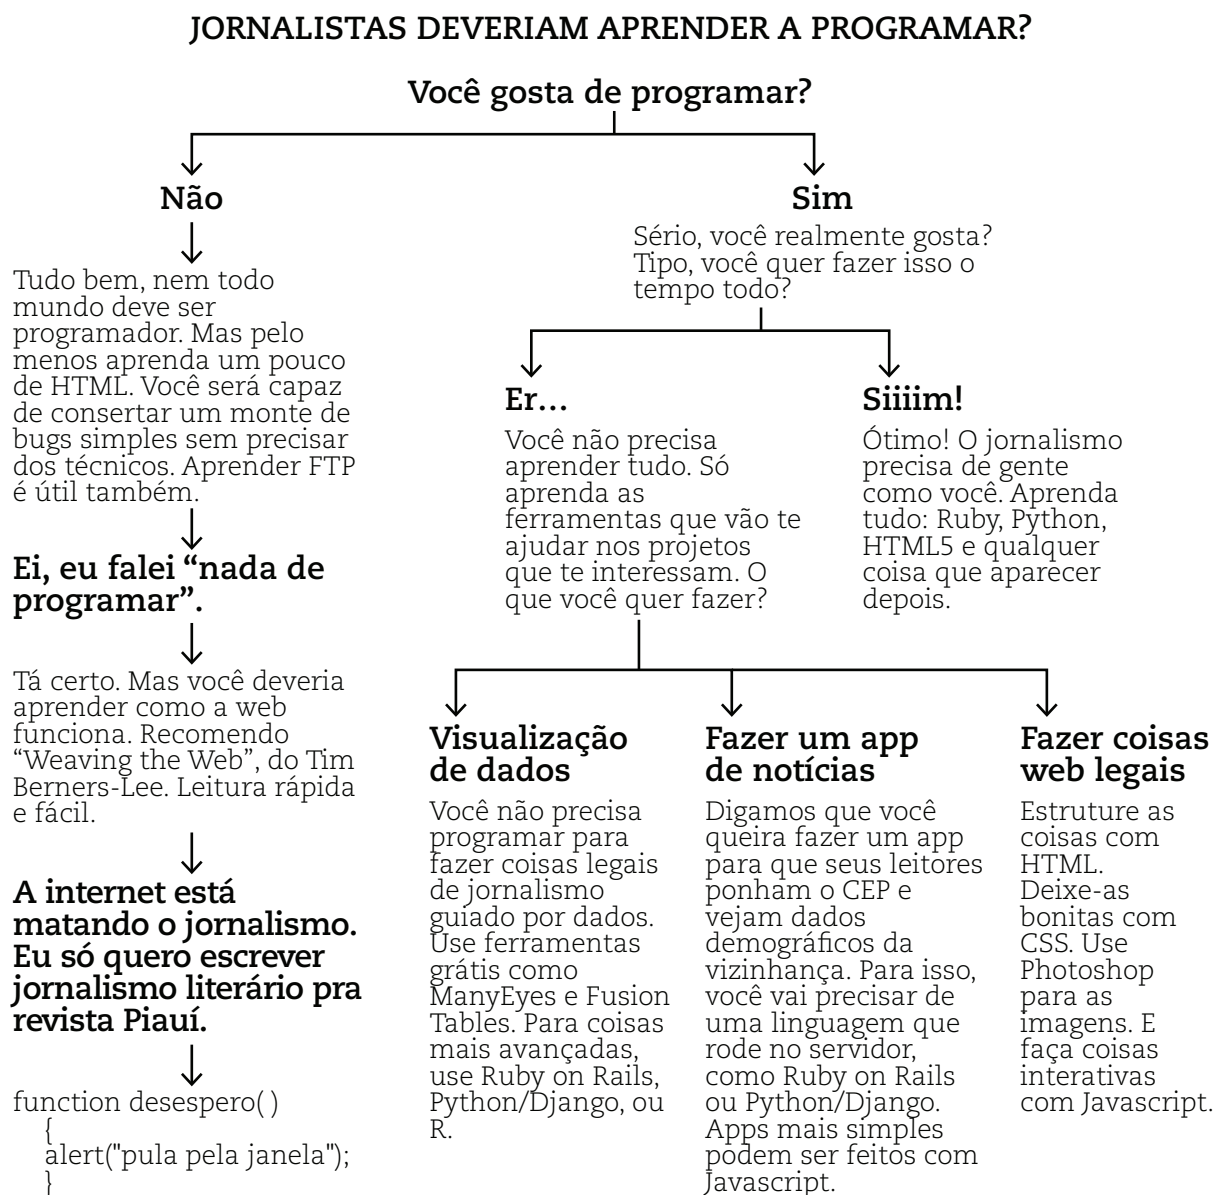 JORNALISTAS DEVERIAM APRENDER A PROGRAMAR?
Você gosta de programar?
Não
Tudo bem, nem todo
mundo deve ser
programador. Mas pelo
menos aprenda um pouco
de HTML. Você será capaz
de consertar um monte de
bugs simples sem precisar
dos técnicos. Aprender FTP
é útil também.
Ei, eu falei “nada de
programar”.
Tá certo. Mas você deveria
aprender como a web
funciona. Recomendo
“Weaving the Web”, do Tim
Berners-Lee. Leitura rápida
e fácil.
A internet está
matando o jornalismo.
Eu só quero escrever
jornalismo literário pra
revista Piauí.
function desespero( )
{
alert("pula pela janela");
}
Sim
Sério, você realmente gosta?
Tipo, você quer fazer isso o
tempo todo?
Er...
Você não precisa
aprender tudo. Só
aprenda as
ferramentas que vão te
ajudar nos projetos
que te interessam. O
que você quer fazer?
Siiiim!
Ótimo! O jornalismo
precisa de gente
como você. Aprenda
tudo: Ruby, Python,
HTML5 e qualquer
coisa que aparecer
depois.
Visualização
de dados
Você não precisa
programar para
fazer coisas legais
de jornalismo
guiado por dados.
Use ferramentas
grátis como
ManyEyes e Fusion
Tables. Para coisas
mais avançadas,
use Ruby on Rails,
Python/Django, ou
R.
Fazer um app
de notícias
Digamos que você
queira fazer um app
para que seus leitores
ponham o CEP e
vejam dados
demográficos da
vizinhança. Para isso,
você vai precisar de
uma linguagem que
rode no servidor,
como Ruby on Rails
ou Python/Django.
Apps mais simples
podem ser feitos com
Javascript.
Fazer coisas
web legais
Estruture as
coisas com
HTML.
Deixe-as
bonitas com
CSS. Use
Photoshop
para as
imagens. E
faça coisas
interativas
com Javascript.